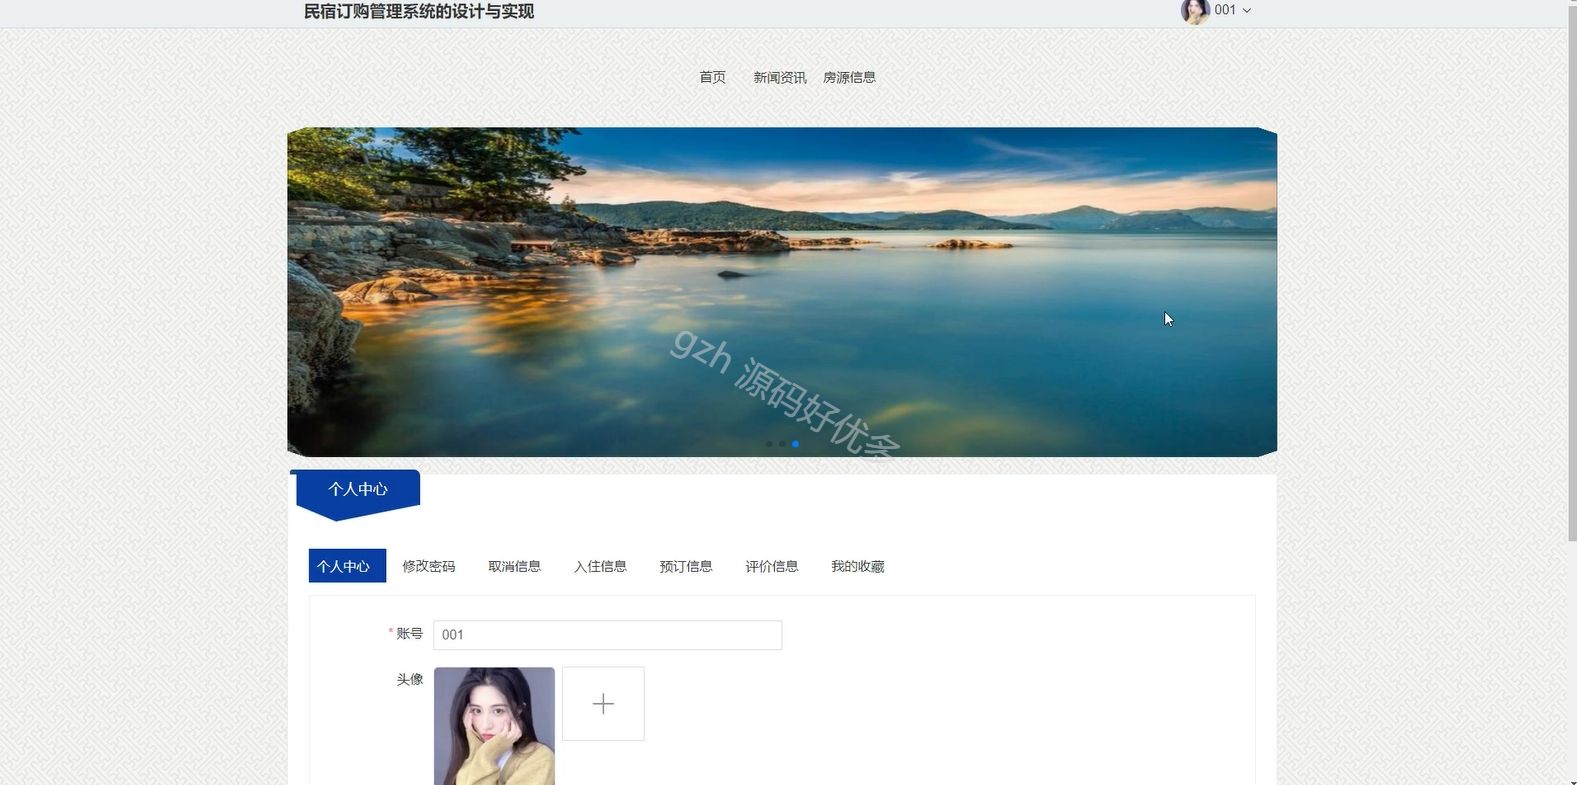 民宿订购管理系统的设计与实现
001
首页 新闻资讯 房源信息
gzh 源码好优多
个人中心
个人中心 修改密码 取消信息 入住信息 预订信息 评价信息 我的收藏
* 账号 001
头像